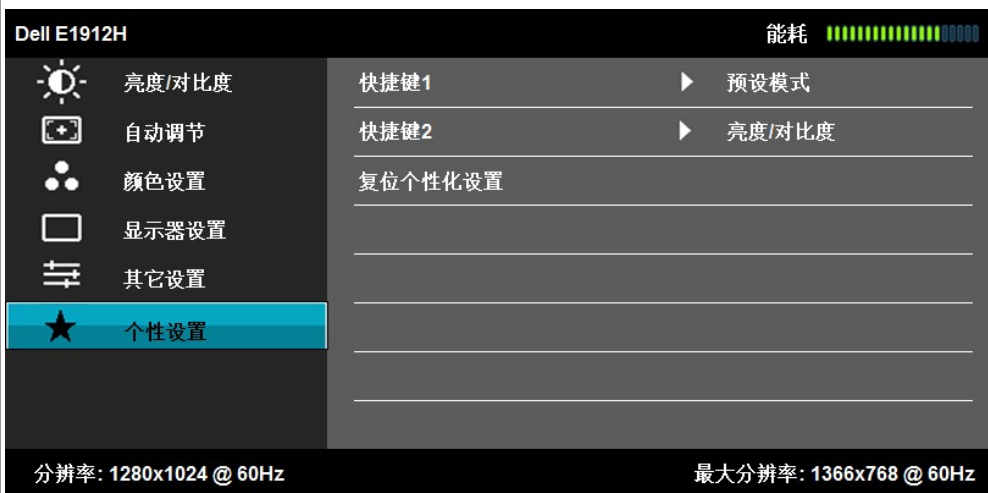 Dell E1912H 能耗
亮度/对比度 快捷键1 预设模式
自动调节 快捷键2 亮度/对比度
颜色设置 复位个性化设置
显示器设置
其它设置
个性设置
分辨率: 1280x1024 @ 60Hz 最大分辨率: 1366x768 @ 60Hz